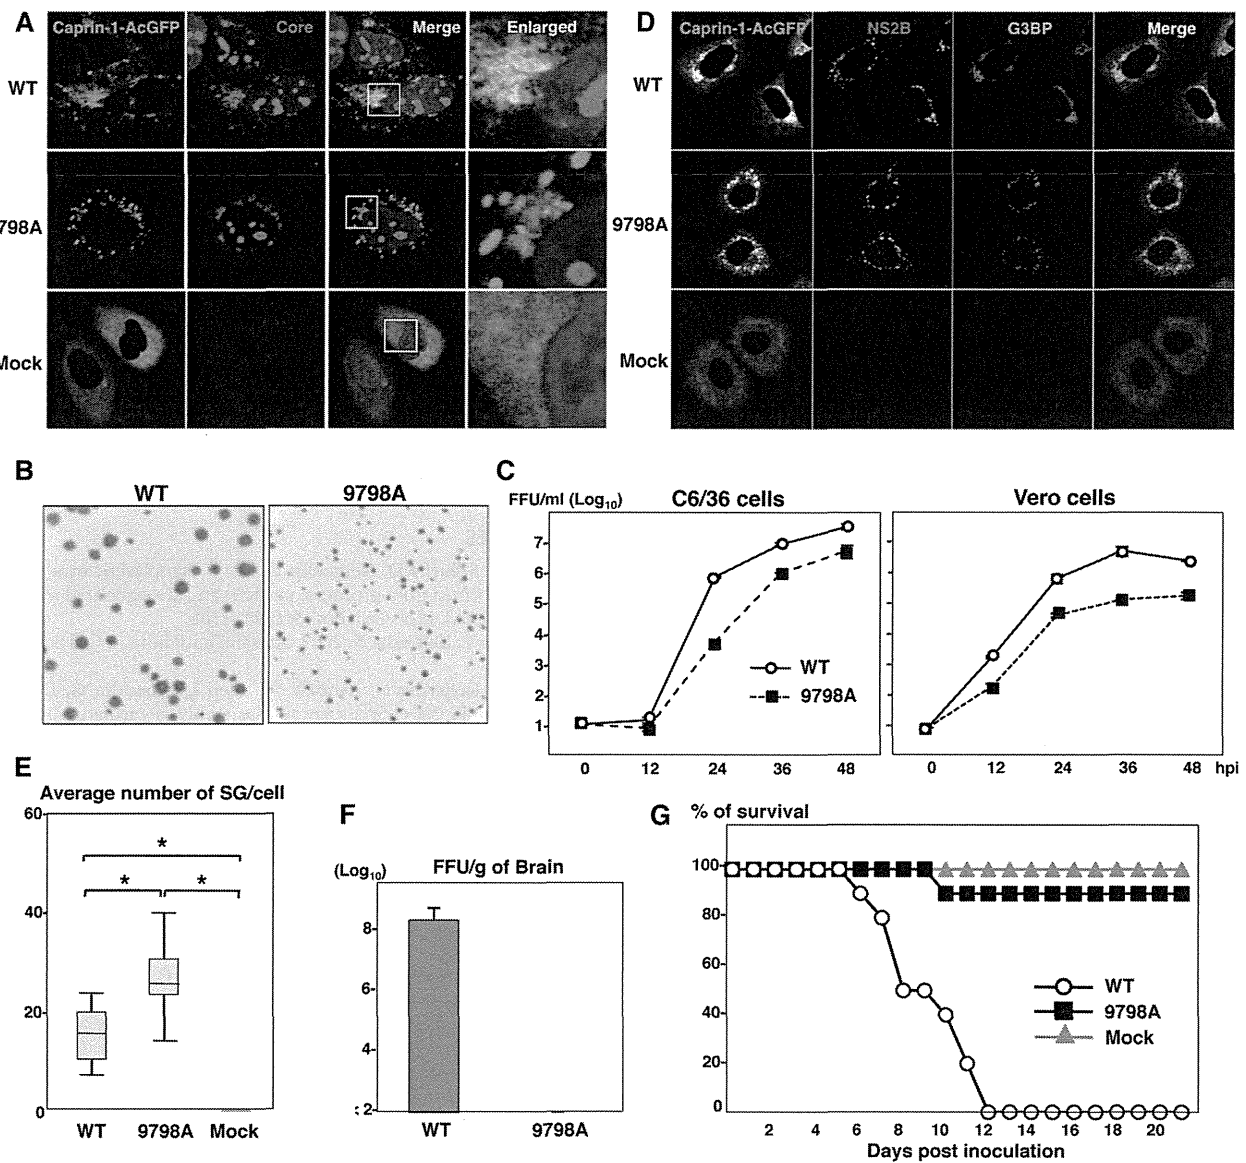 A
Caprin-1-AcGFP Core Merge Enlarged
WT
798A
Mock
D
Caprin-1-AcGFP NS2B G3BP Merge
WT
9798A
Mock
B
WT 9798A
C
FFU/ml (Log10) C6/36 cells Vero cells
7
6
5
4
3
2
1
WT
9798A
0 12 24 36 48
0 12 24 36 48 hpi
E
Average number of SG/cell
60
40
20
0
* * *
WT 9798A Mock
F
(Log10) FFU/g of Brain
8
6
4
2
WT 9798A
G
% of survival
100
80
60
40
20
0
WT
9798A
Mock
2 4 6 8 10 12 14 16 18 20
Days post inoculation